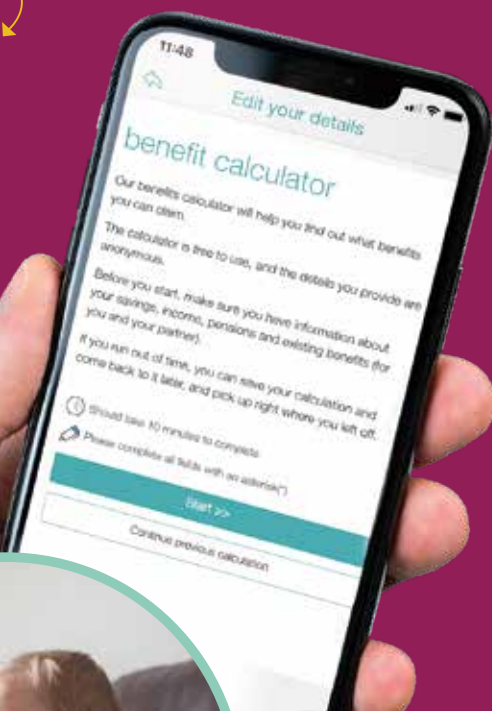 11:48
Edit your details
benefit calculator
Our benefits calculator will help you find out what benefits
you can claim.
The calculator is free to use, and the details you provide are
anonymous.
Before you start, make sure you have information about
your savings, income, pensions and existing benefits (for
you and your partner).
If you run out of time, you can save your calculation and
come back to it later, and pick up right where you left off.
Should take 10 minutes to complete
Please complete all fields with an asterisk(*)
Start >>
Continue previous calculation